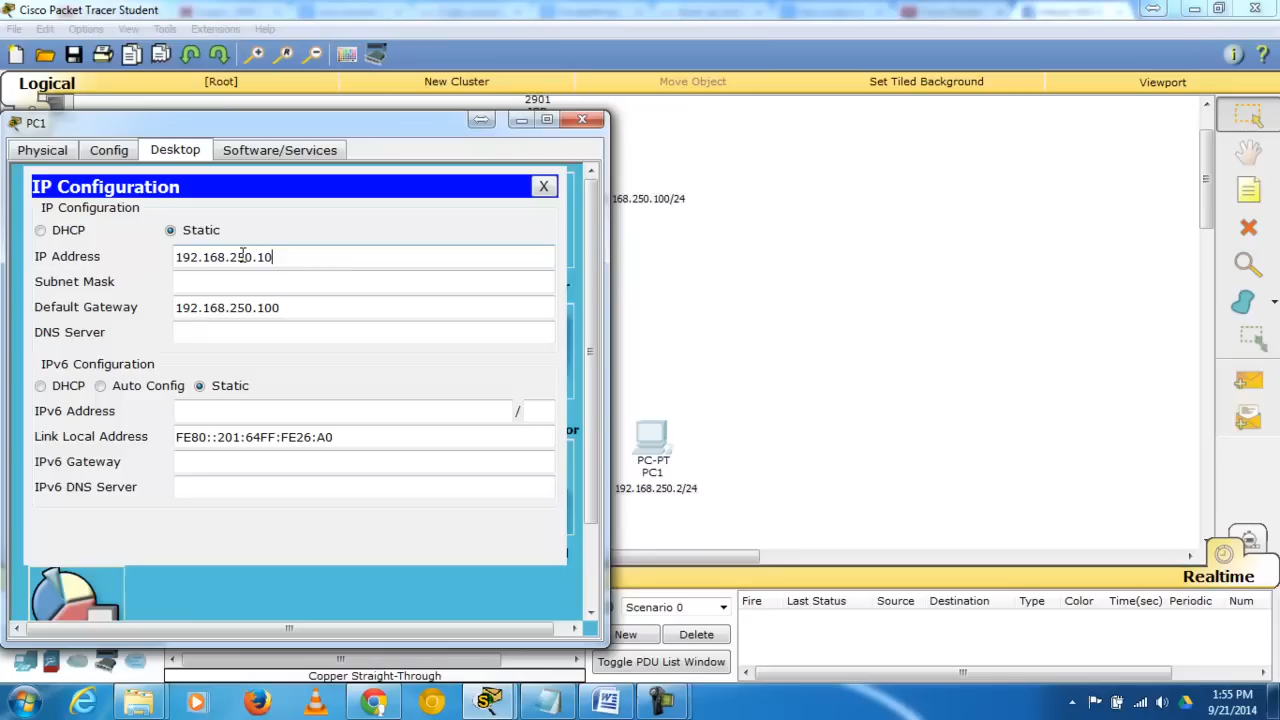 Cisco Packet Tracer Student
File Edit Options View Tools Extensions Help
Logical [Root] New Cluster Move Object Set Tiled Background Viewport
2901
PC1
Physical Config Desktop Software/Services
IP Configuration X
IP Configuration
168.250.100/24
DHCP Static
IP Address 192.168.250.10
Subnet Mask
Default Gateway 192.168.250.100
DNS Server
IPv6 Configuration
DHCP Auto Config Static
IPv6 Address /
or
Link Local Address FE80::201:64FF:FE26:A0
IPv6 Gateway
IPv6 DNS Server
PC-PT
PC1
192.168.250.2/24
Realtime
Scenario 0
Fire Last Status Source Destination Type Color Time(sec) Periodic Num
New Delete
Toggle PDU List Window
Copper Straight-Through
1:55 PM
9/21/2014